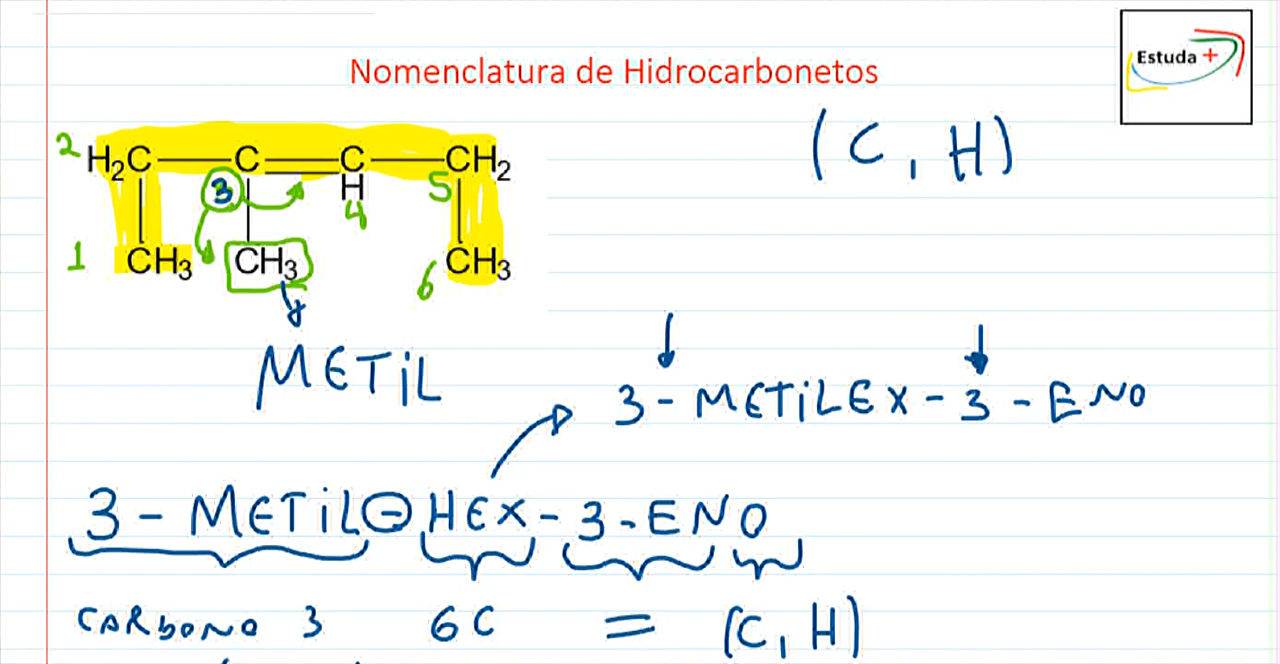 Nomenclatura de Hidrocarbonetos
Estuda +
(C, H)
2 H₂C C C CH₂
3 H 4 5
1 CH₃ CH₃ 6 CH₃
METiL
3 - METiLEX - 3 - ENO
3 - METiL - HEX - 3 - ENO
CARBONO 3 6C = (C, H)